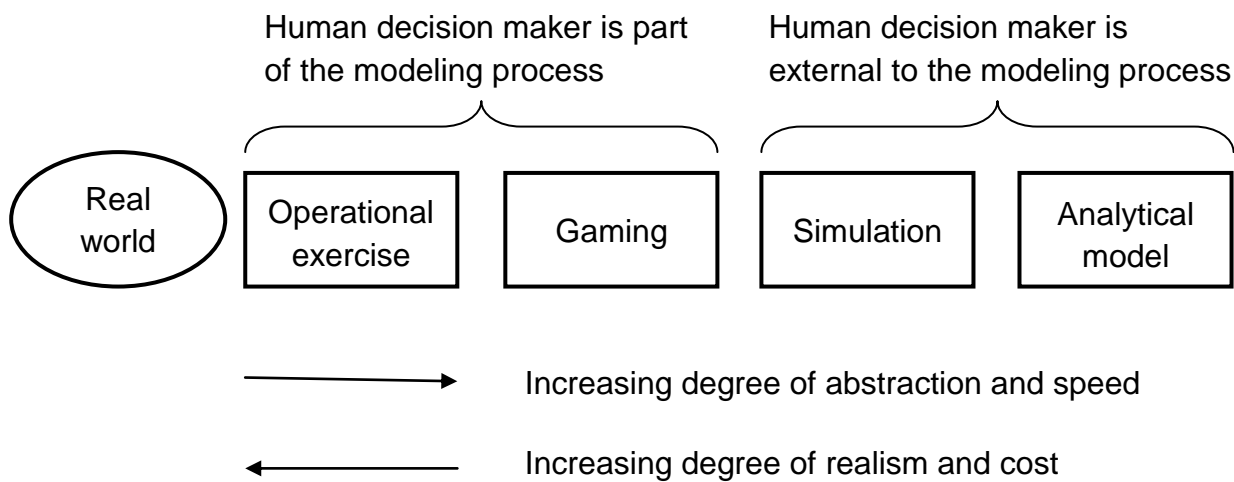 Human decision maker is part
of the modeling process
Human decision maker is
external to the modeling process
Real
world
Operational
exercise
Gaming
Simulation
Analytical
model
Increasing degree of abstraction and speed
Increasing degree of realism and cost